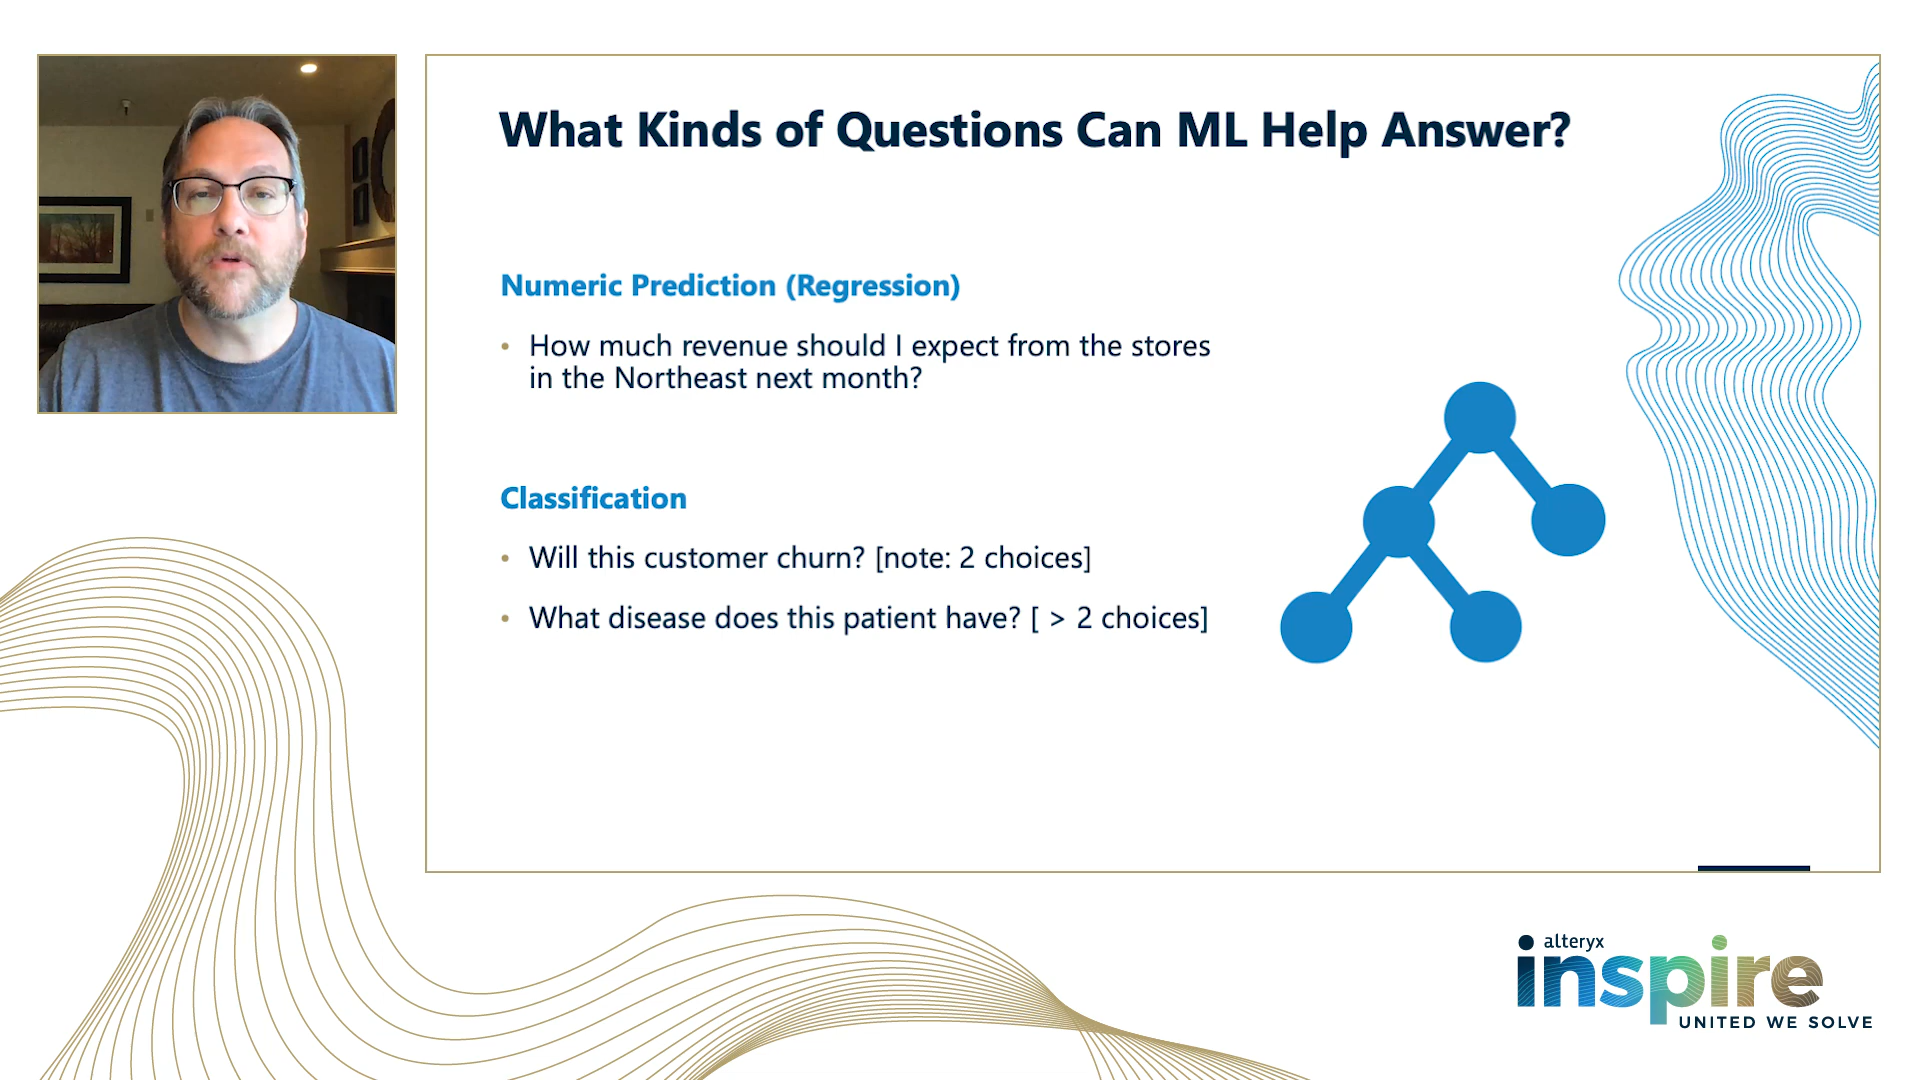 What Kinds of Questions Can ML Help Answer?
Numeric Prediction (Regression)
• How much revenue should I expect from the stores
in the Northeast next month?
Classification
• Will this customer churn? [note: 2 choices]
• What disease does this patient have? [ > 2 choices]
alteryx
inspire
UNITED WE SOLVE